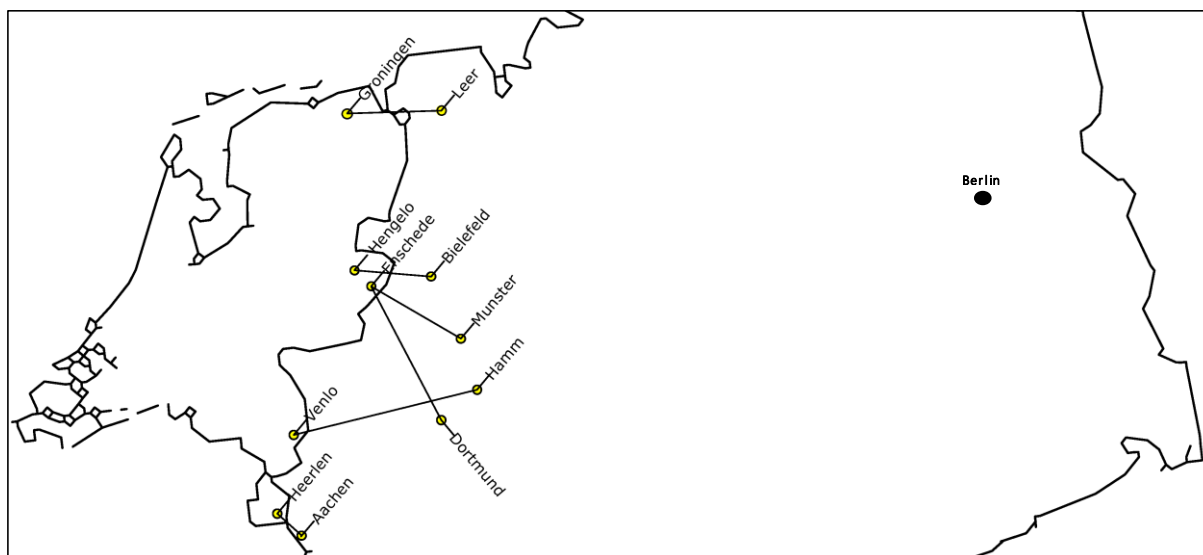 Groningen
Leer
Berlin
Hengelo
Enschede
Bielefeld
Munster
Hamm
Venlo
Dortmund
Heerlen
Aachen